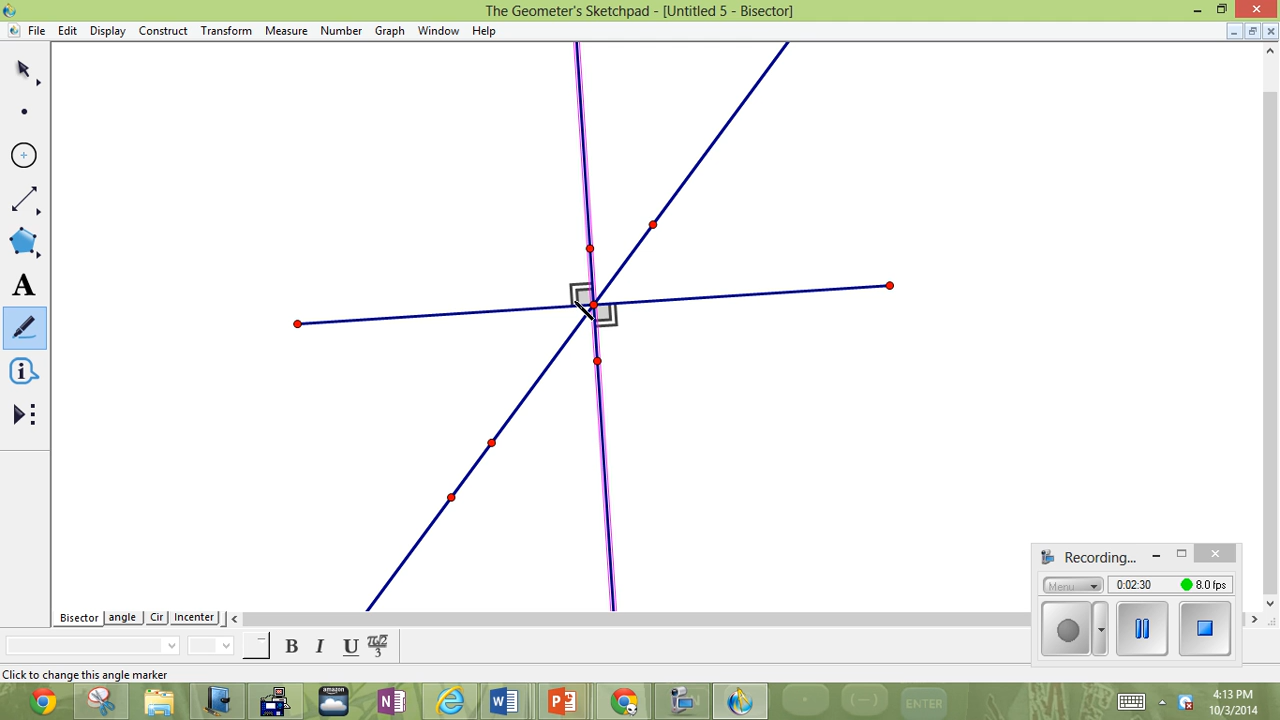 The Geometer's Sketchpad - [Untitled 5 - Bisector]
File Edit Display Construct Transform Measure Number Graph Window Help
A
i
Recording...
Menu 0:02:30 8.0 fps
Bisector angle Cir Incenter
B I U
Click to change this angle marker
amazon
N W P
ENTER
4:13 PM
10/3/2014